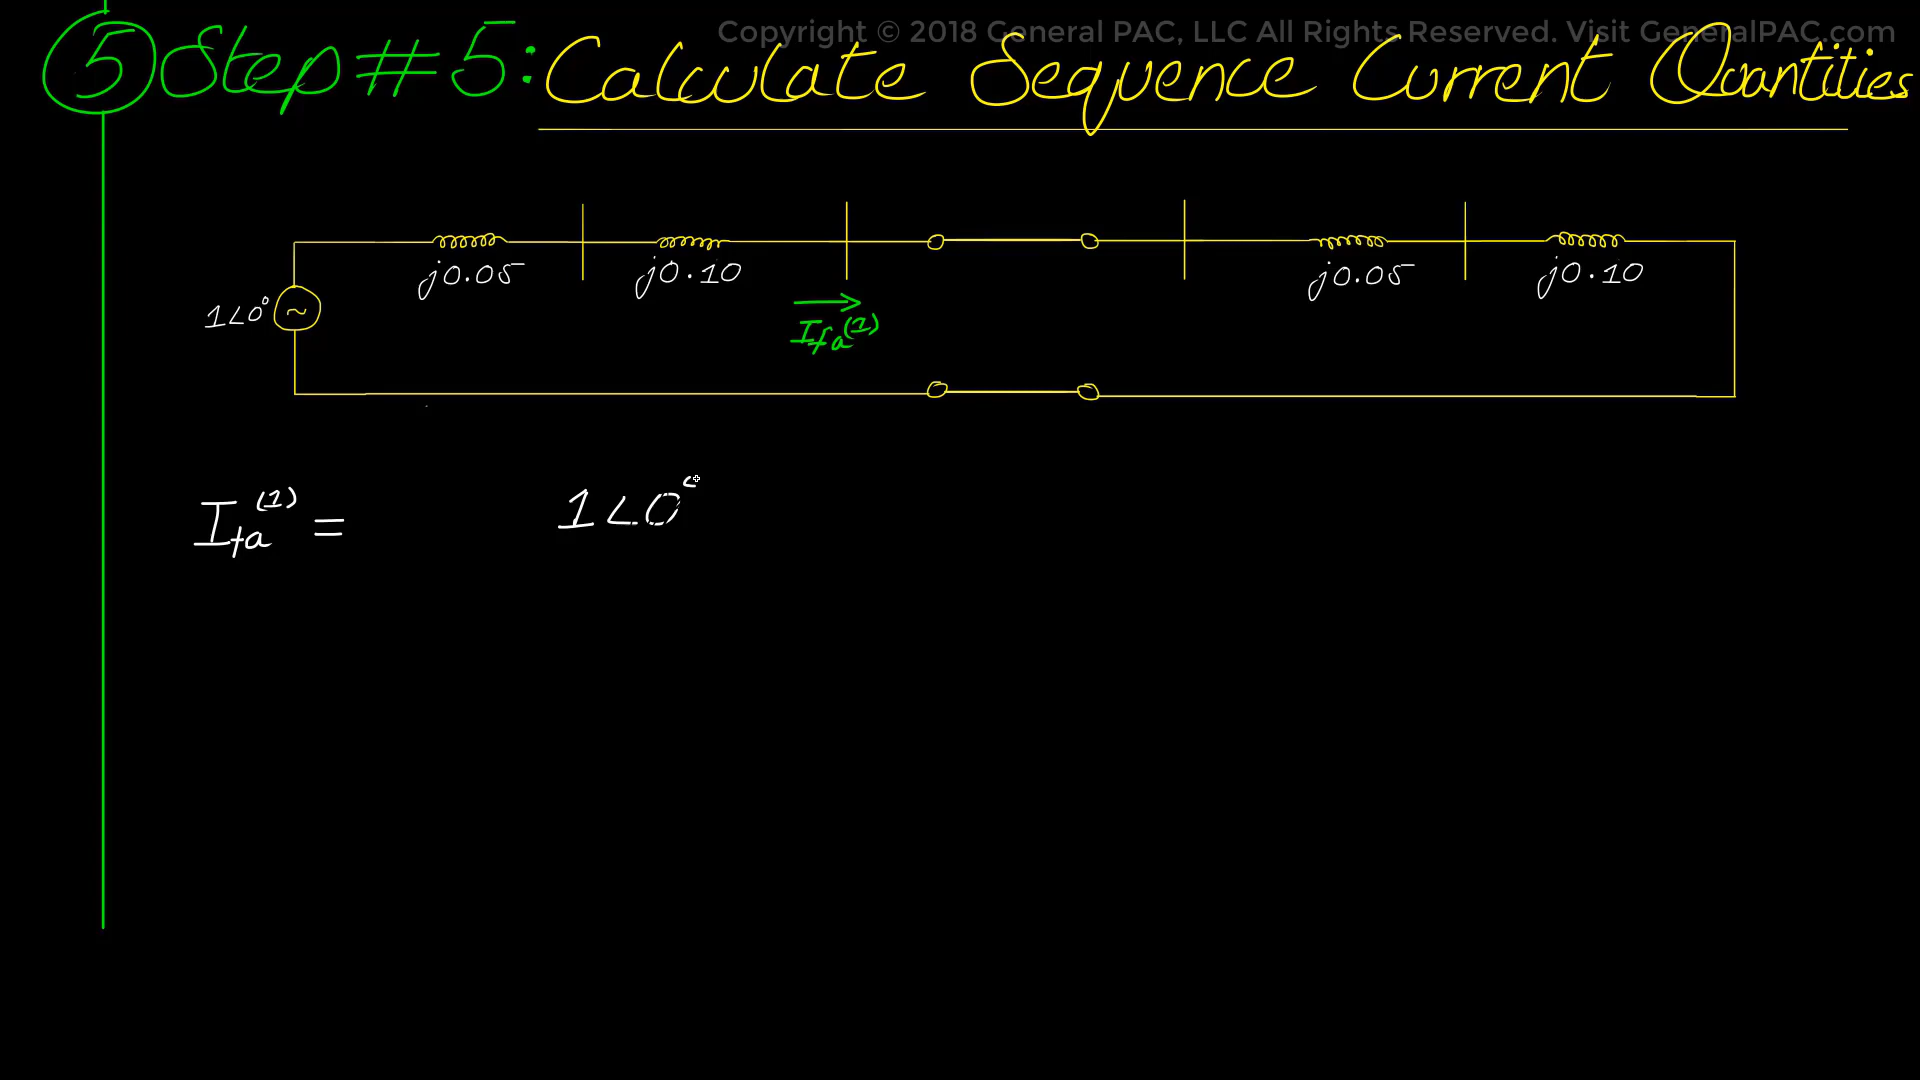 Copyright © 2018 General PAC, LLC All Rights Reserved. Visit GeneralPAC.com
5 Step # 5: Calculate Sequence Current Quantities
j0.05 j0.10 j0.05 j0.10
1∠0° ~
Ifa(1)
Ifa(1) = 1∠0°